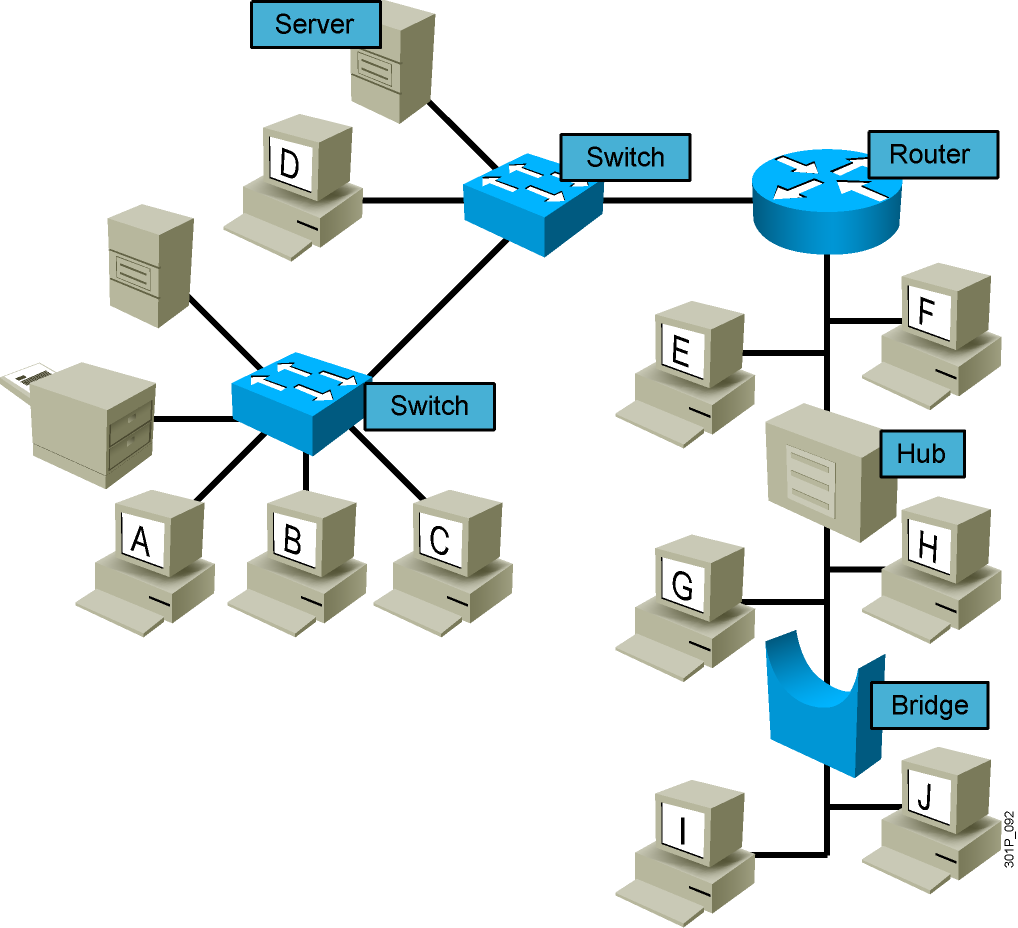 Server
D
Switch
Router
F
E
Switch
Hub
A
B
C
H
G
Bridge
J
I
301P_092